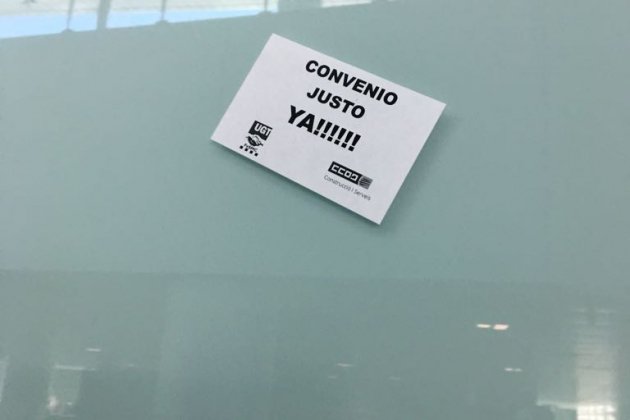 CONVENIO
JUSTO
YA!!!!!!
UGT
CCOO
Construcció i Serveis